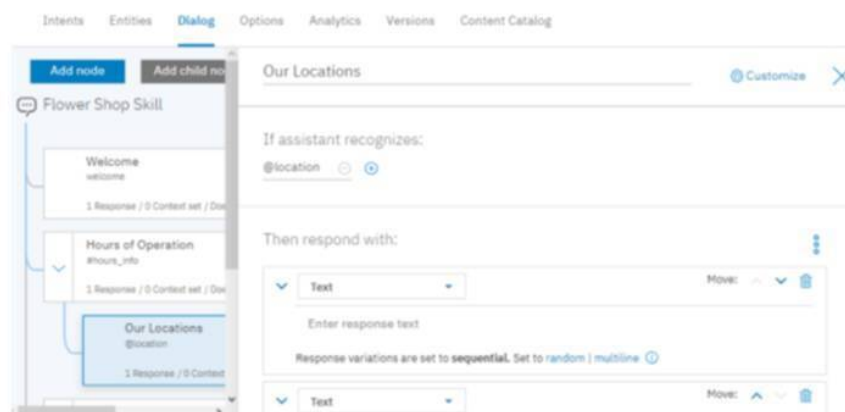 Intents Entities Dialog Options Analytics Versions Content Catalog
Add node Add child no
Flower Shop Skill
Welcome
welcome
1 Response / 0 Context set / Doe
Hours of Operation
#hours_info
1 Response / 0 Context set / Doe
Our Locations
@location
1 Response / 0 Context
Our Locations
Customize
If assistant recognizes:
@location
Then respond with:
Text
Move:
Enter response text
Response variations are set to sequential. Set to random | multiline
Text
Move: